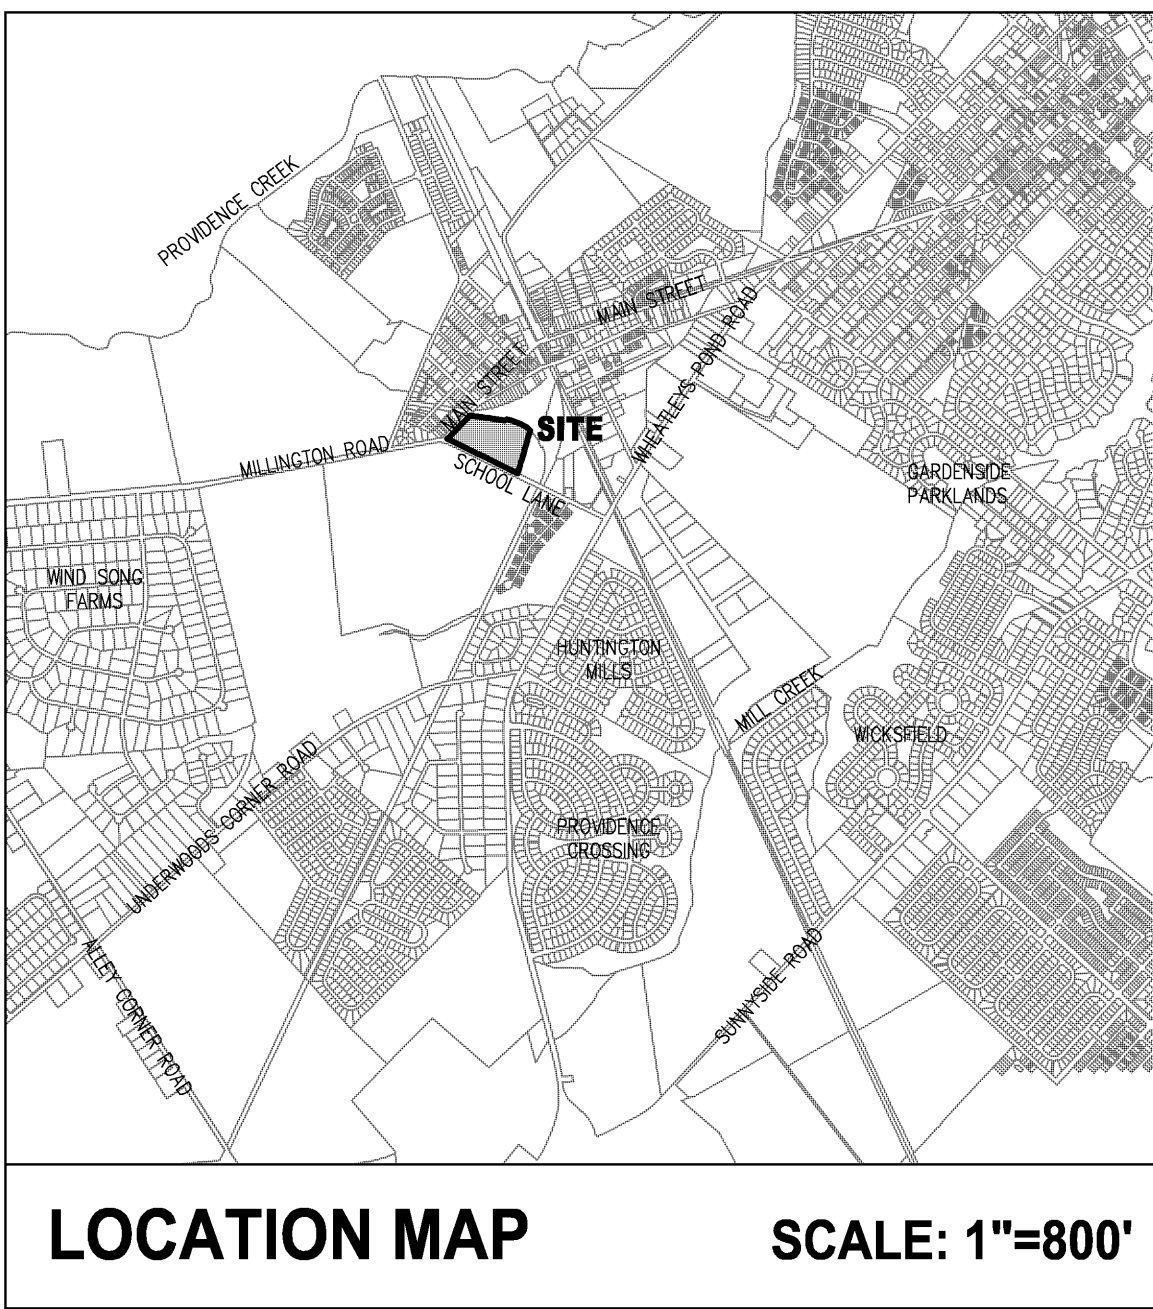 PROVIDENCE CREEK
MAIN STREET
WHEATLEYS POND ROAD
MAIN STREET
SITE
MILLINGTON ROAD
SCHOOL LANE
GARDENSIDE
PARKLANDS
WIND SONG
FARMS
HUNTINGTON
MILLS
MILL CREEK
WICKSFIELD
UNDERWOODS CORNER ROAD
PROVIDENCE
CROSSING
ALLEY CORNER ROAD
SUNNYSIDE ROAD
LOCATION MAP
SCALE: 1"=800'